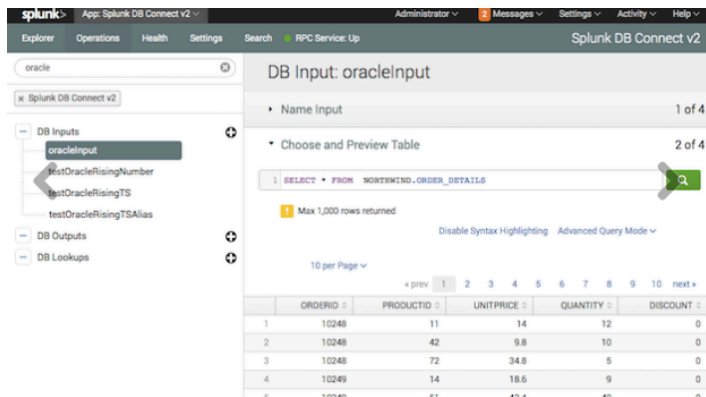 splunk> App: Splunk DB Connect v2 Administrator 2 Messages Settings Activity Help
Explorer Operations Health Settings Search RPC Service: Up Splunk DB Connect v2
oracle
Splunk DB Connect v2
DB Inputs
oracleInput
testOracleRisingNumber
testOracleRisingTS
testOracleRisingTSAlias
DB Outputs
DB Lookups
DB Input: oracleInput
Name Input 1 of 4
Choose and Preview Table 2 of 4
1 SELECT * FROM NORTHWIND.ORDER_DETAILS
! Max 1,000 rows returned
Disable Syntax Highlighting Advanced Query Mode
10 per Page
« prev 1 2 3 4 5 6 7 8 9 10 next »
ORDERID PRODUCTID UNITPRICE QUANTITY DISCOUNT
1 10248 11 14 12 0
2 10248 42 9.8 10 0
3 10248 72 34.8 5 0
4 10249 14 18.6 9 0